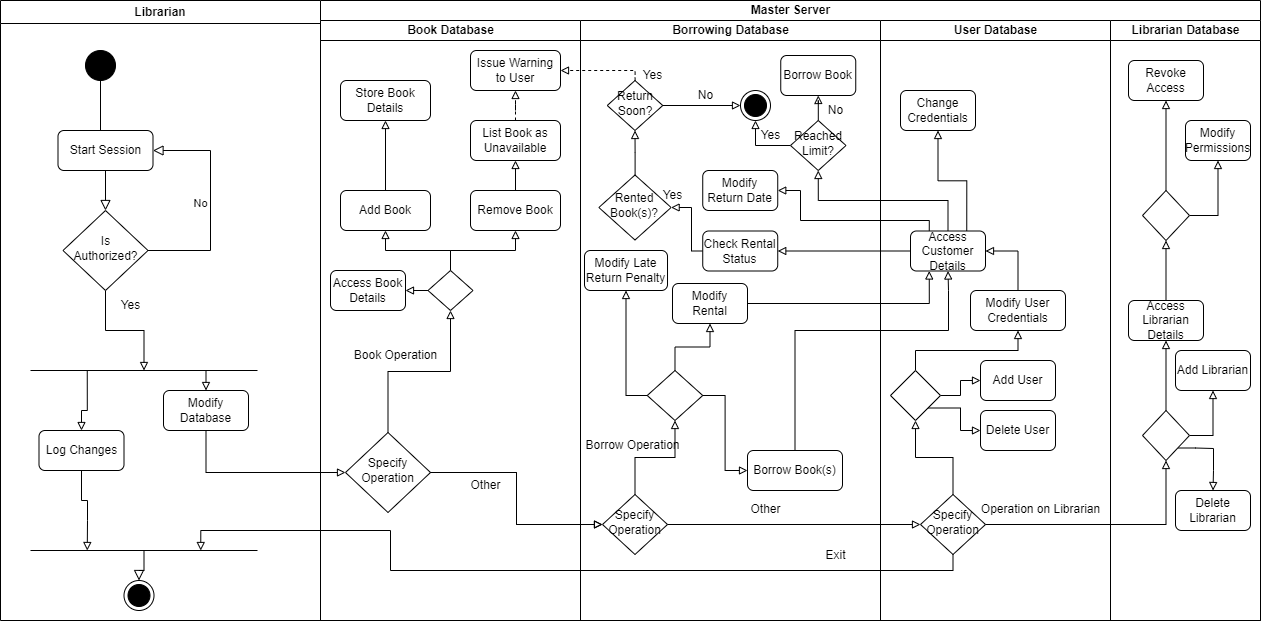 Librarian
Master Server
Book Database
Borrowing Database
User Database
Librarian Database
Start Session
No
Is
Authorized?
Yes
Modify
Database
Log Changes
Store Book
Details
Issue Warning
to User
List Book as
Unavailable
Add Book
Remove Book
Access Book
Details
Book Operation
Specify
Operation
Other
Yes
Return
Soon?
No
Borrow Book
No
Yes
Reached
Limit?
Rented
Book(s)?
Yes
Modify
Return Date
Check Rental
Status
Modify Late
Return Penalty
Modify
Rental
Borrow Operation
Borrow Book(s)
Specify
Operation
Other
Change
Credentials
Access
Customer
Details
Modify User
Credentials
Add User
Delete User
Specify
Operation
Operation on Librarian
Exit
Revoke
Access
Modify
Permissions
Access
Librarian
Details
Add Librarian
Delete
Librarian